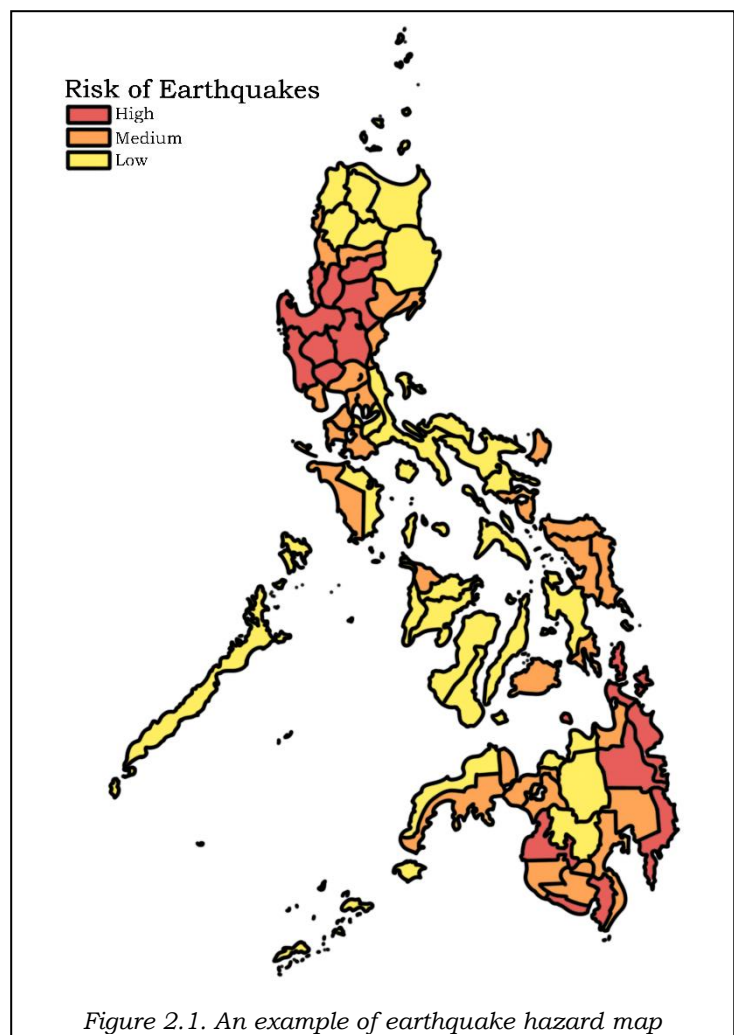 Risk of Earthquakes
High
Medium
Low
Figure 2.1. An example of earthquake hazard map